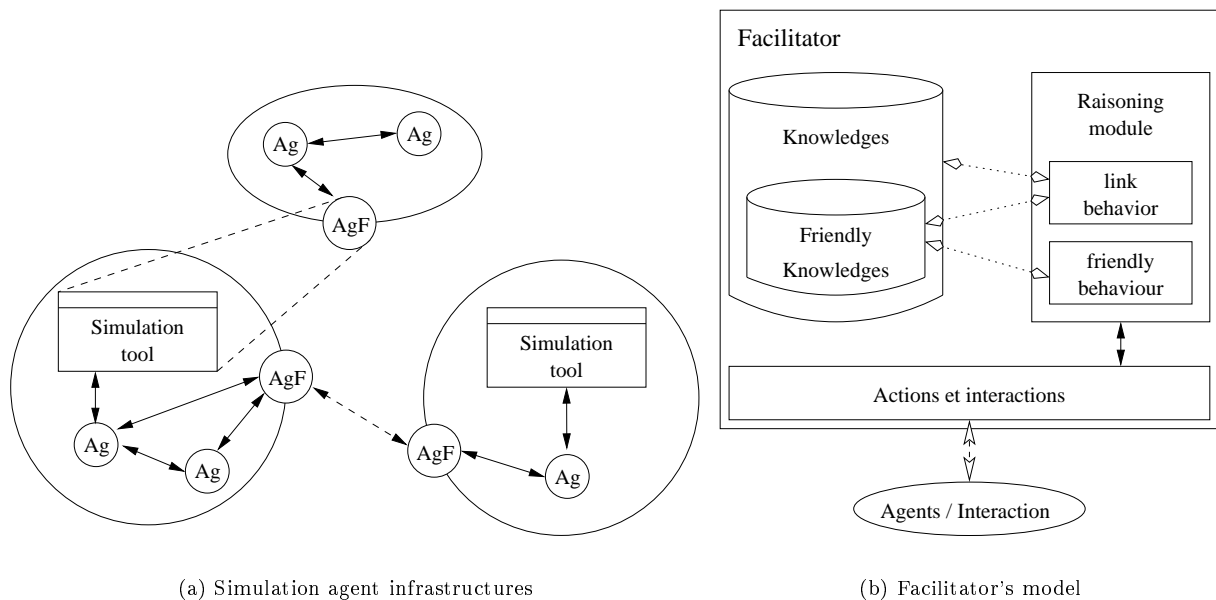 Ag
Ag
AgF
Simulation
tool
AgF
Ag
Ag
Simulation
tool
AgF
Ag
(a) Simulation agent infrastructures
Facilitator
Knowledges
Friendly
Knowledges
Raisoning
module
link
behavior
friendly
behaviour
Actions et interactions
Agents / Interaction
(b) Facilitator's model